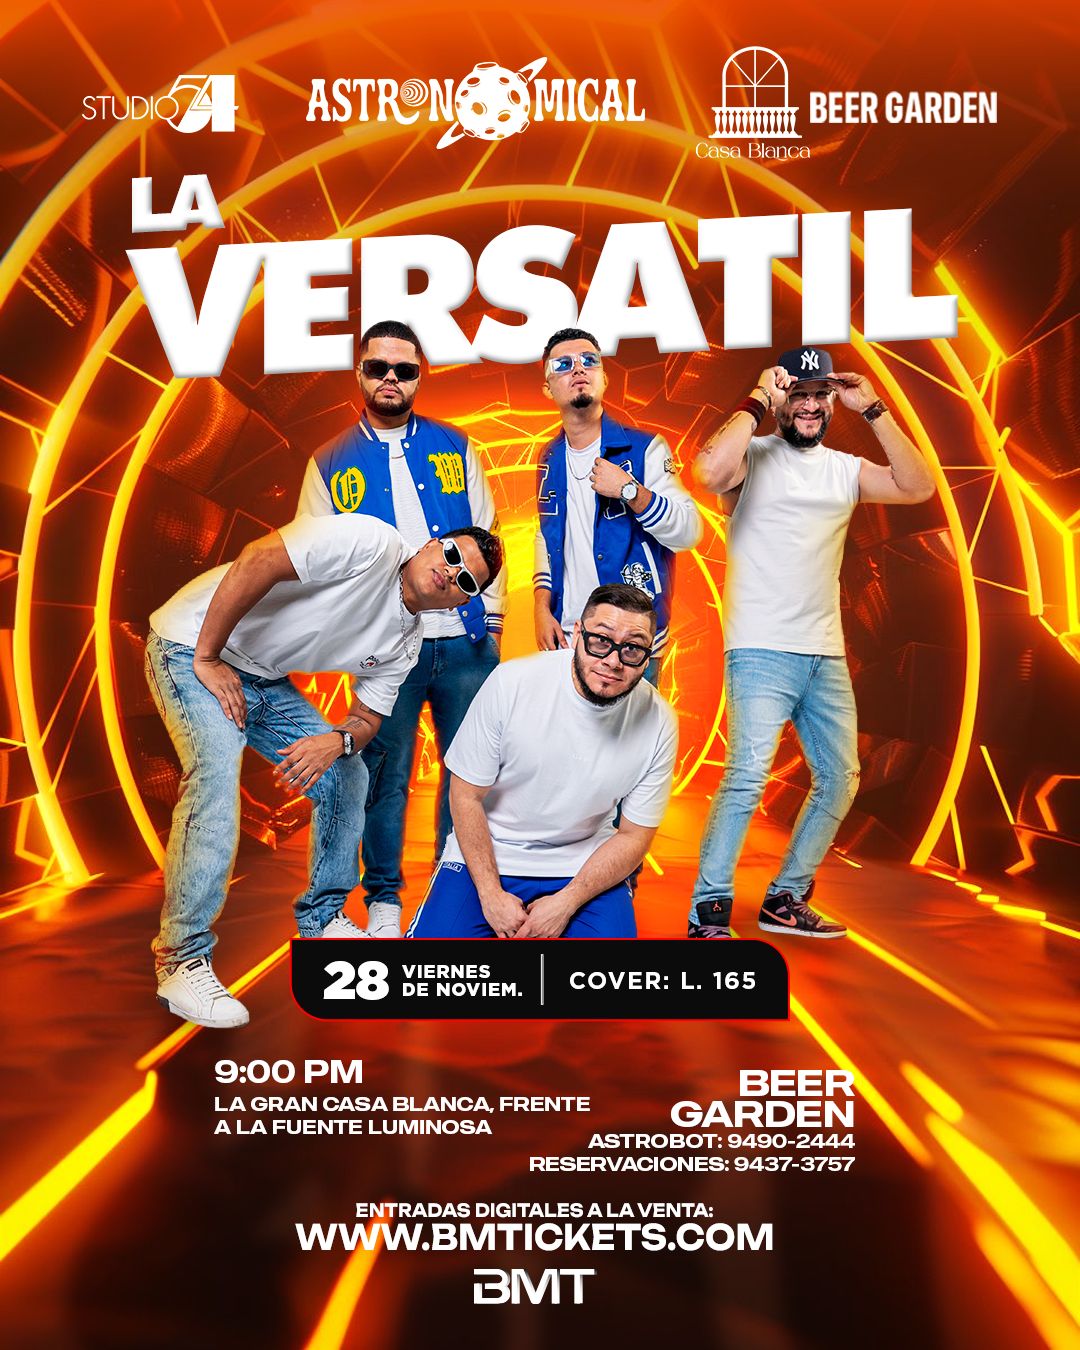 STUDIO 54
ASTRONOMICAL
Casa Blanca
BEER GARDEN
LA
VERSATIL
NY
O W
ITALIA
28 VIERNES
DE NOVIEM.
COVER: L. 165
9:00 PM
LA GRAN CASA BLANCA, FRENTE
A LA FUENTE LUMINOSA
BEER
GARDEN
ASTROBOT: 9490-2444
RESERVACIONES: 9437-3757
ENTRADAS DIGITALES A LA VENTA:
WWW.BMTICKETS.COM
BMT